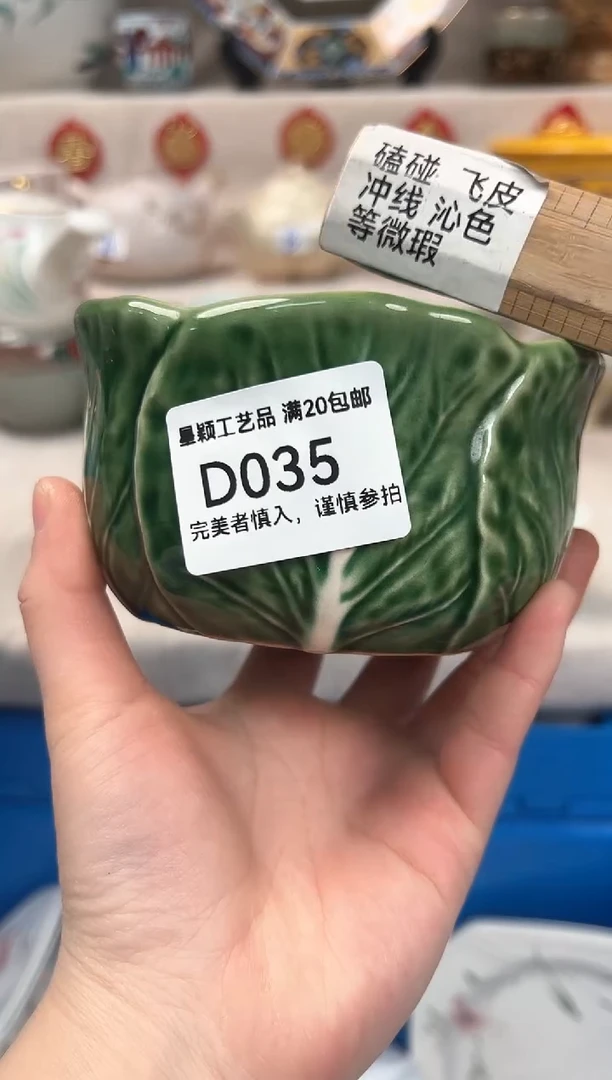 磕碰 飞皮
冲线 沁色
等微瑕
星颖工艺品 满20包邮
D035
完美者慎入，谨慎参拍